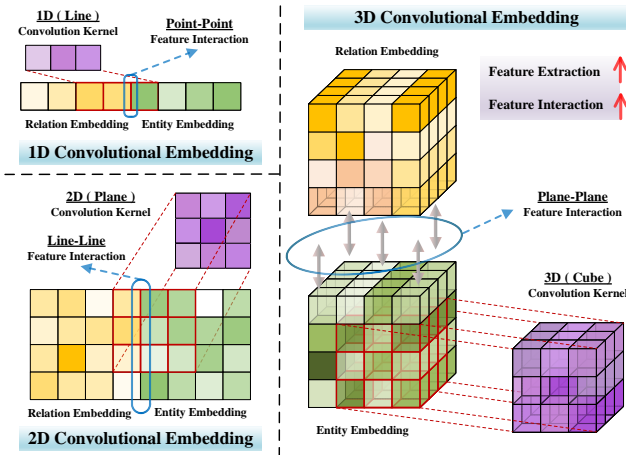 1D ( Line )
Convolution Kernel
Point-Point
Feature Interaction
Relation Embedding
Entity Embedding
1D Convolutional Embedding
2D ( Plane )
Convolution Kernel
Line-Line
Feature Interaction
Relation Embedding
Entity Embedding
2D Convolutional Embedding
3D Convolutional Embedding
Relation Embedding
Feature Extraction
Feature Interaction
Plane-Plane
Feature Interaction
3D ( Cube )
Convolution Kernel
Entity Embedding